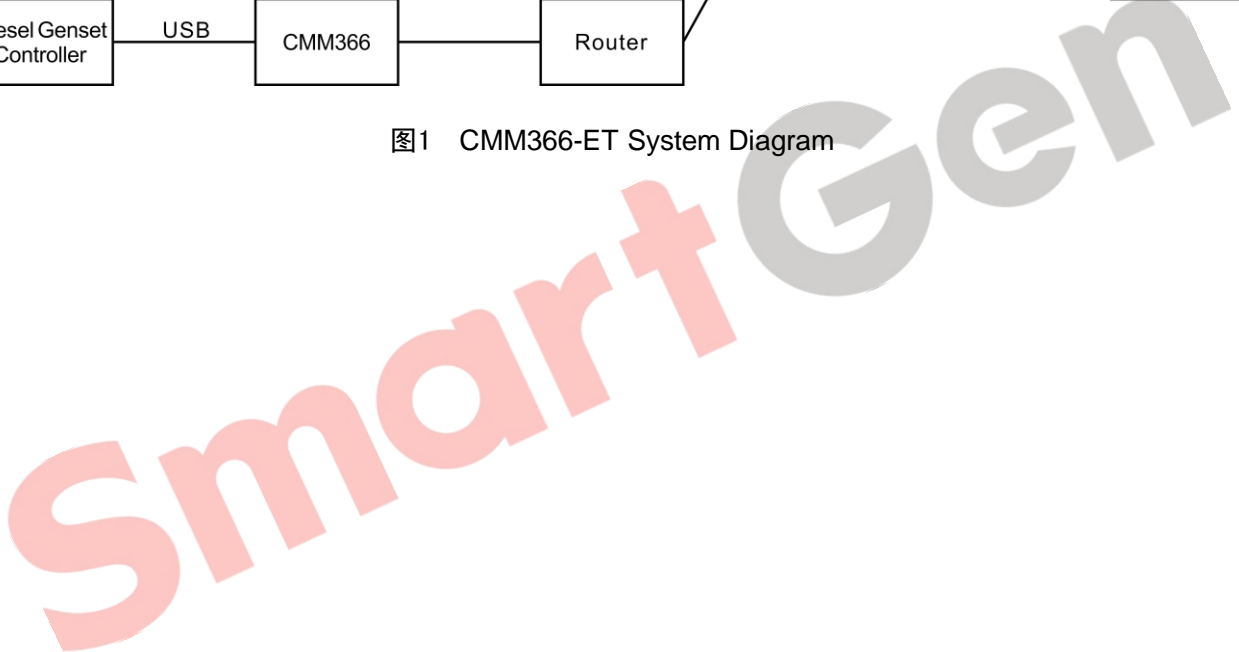 esel Genset
Controller
USB
CMM366
Router
图1 CMM366-ET System Diagram
SmartGen